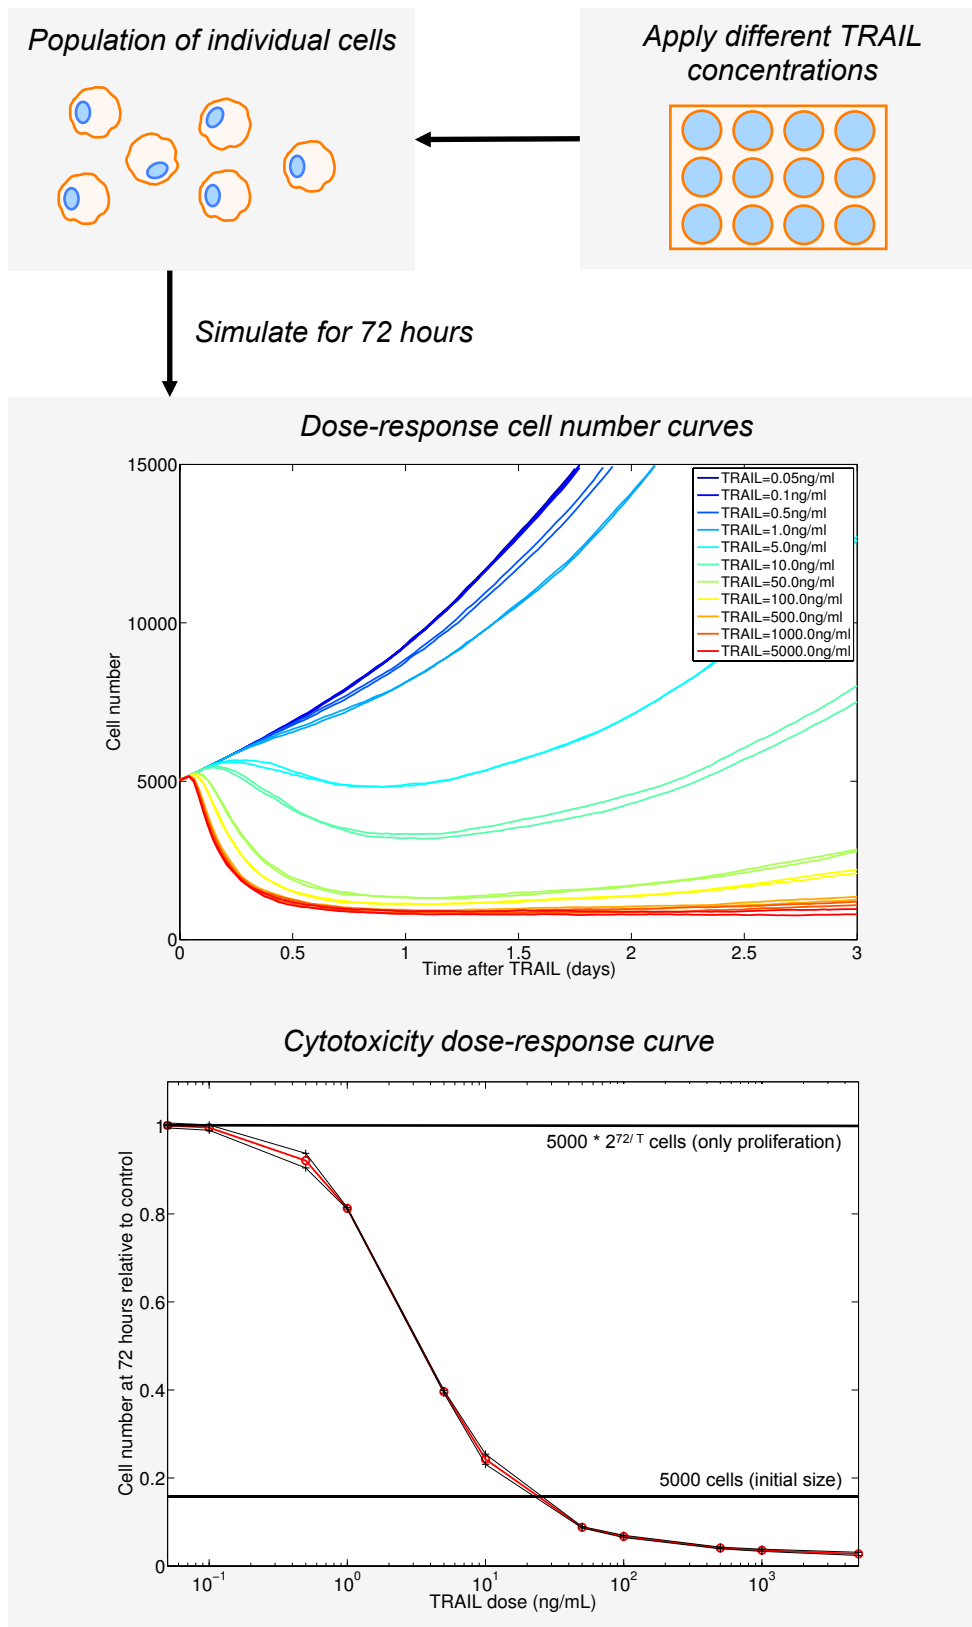 Population of individual cells
Apply different TRAIL
concentrations
Simulate for 72 hours
Dose-response cell number curves
15000
10000
5000
0
Cell number
TRAIL=0.05ng/ml
TRAIL=0.1ng/ml
TRAIL=0.5ng/ml
TRAIL=1.0ng/ml
TRAIL=5.0ng/ml
TRAIL=10.0ng/ml
TRAIL=50.0ng/ml
TRAIL=100.0ng/ml
TRAIL=500.0ng/ml
TRAIL=1000.0ng/ml
TRAIL=5000.0ng/ml
0 0.5 1 1.5 2 2.5 3
Time after TRAIL (days)
Cytotoxicity dose-response curve
Cell number at 72 hours relative to control
1
0.8
0.6
0.4
0.2
0
5000 * 2^72/ T cells (only proliferation)
5000 cells (initial size)
10^−1 10^0 10^1 10^2 10^3
TRAIL dose (ng/mL)